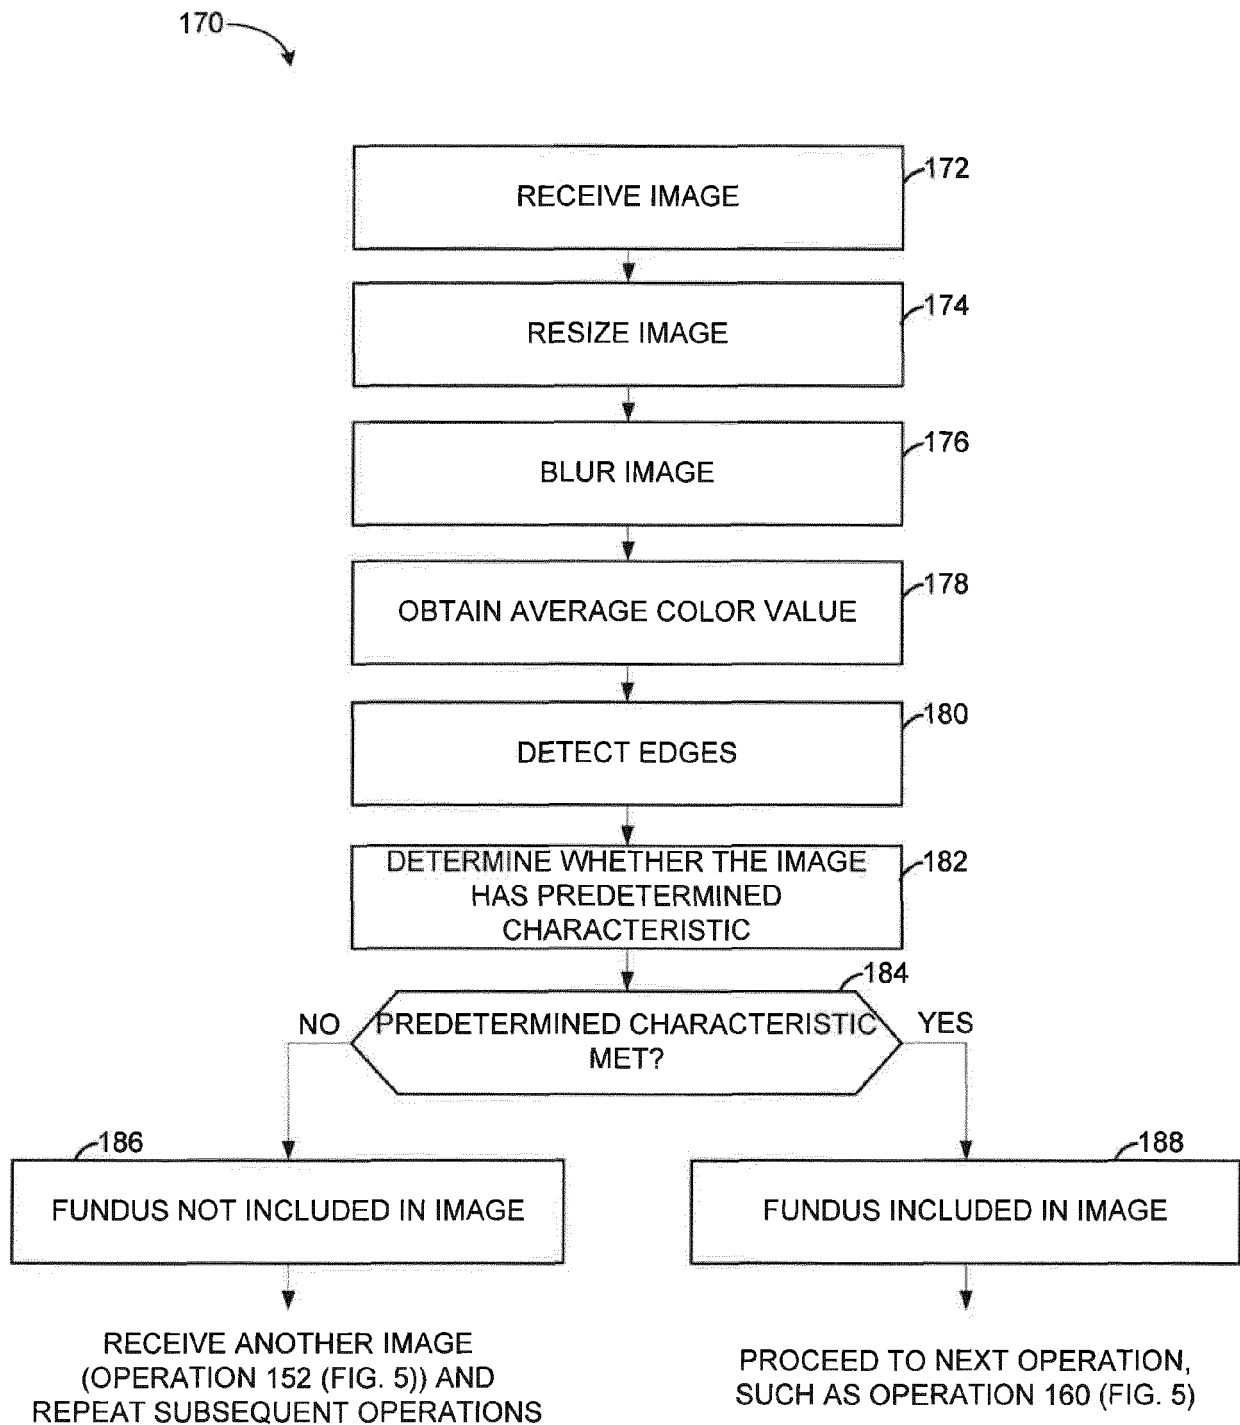 170
172
RECEIVE IMAGE
174
RESIZE IMAGE
176
BLUR IMAGE
178
OBTAIN AVERAGE COLOR VALUE
180
DETECT EDGES
182
DETERMINE WHETHER THE IMAGE
HAS PREDETERMINED
CHARACTERISTIC
184
NO
PREDETERMINED CHARACTERISTIC
MET?
YES
186
FUNDUS NOT INCLUDED IN IMAGE
188
FUNDUS INCLUDED IN IMAGE
RECEIVE ANOTHER IMAGE
(OPERATION 152 (FIG. 5)) AND
REPEAT SUBSEQUENT OPERATIONS
PROCEED TO NEXT OPERATION,
SUCH AS OPERATION 160 (FIG. 5)